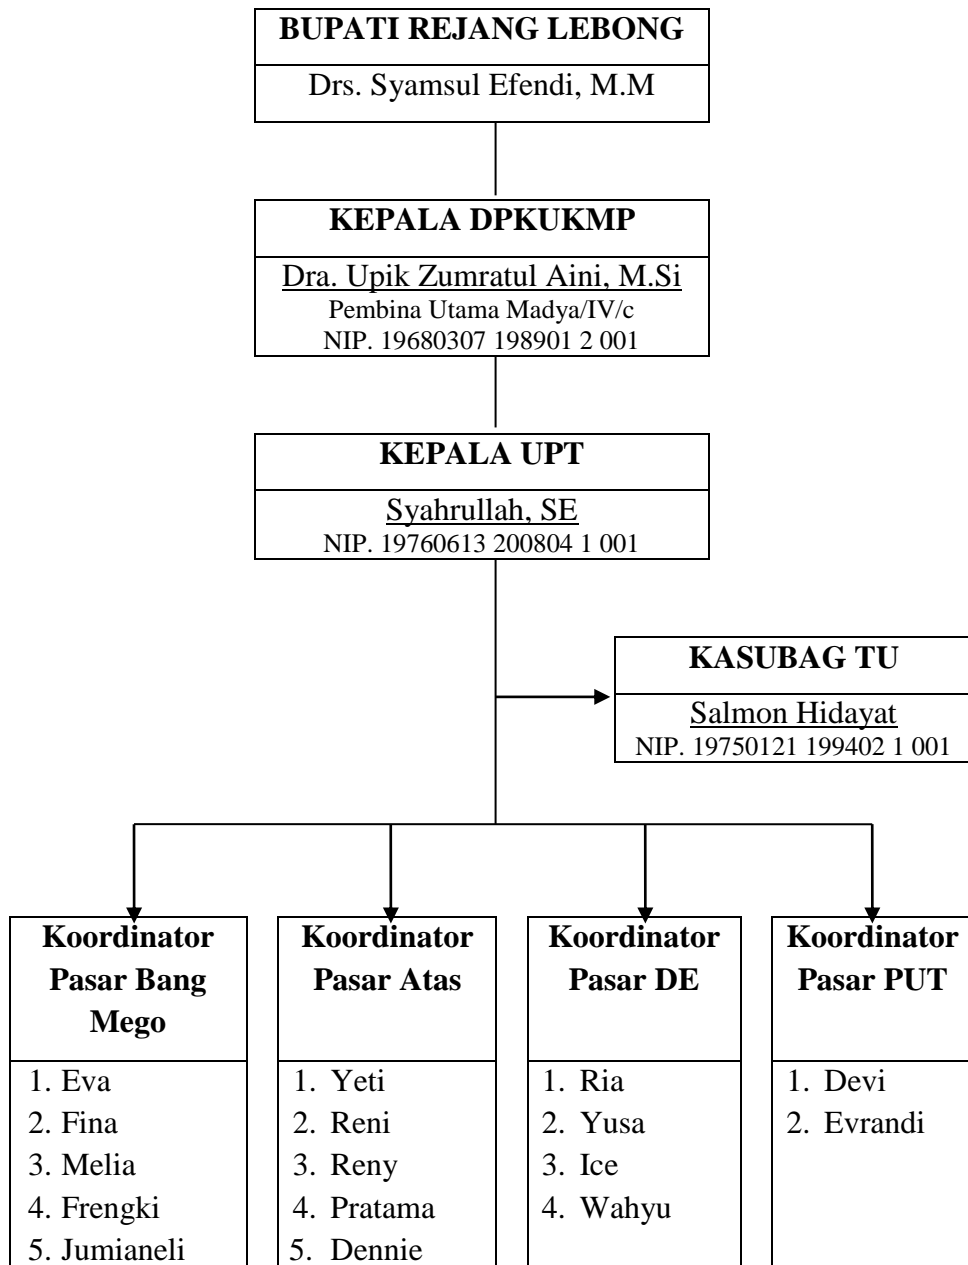 BUPATI REJANG LEBONG
Drs. Syamsul Efendi, M.M
KEPALA DPKUKMP
Dra. Upik Zumratul Aini, M.Si
Pembina Utama Madya/IV/c
NIP. 19680307 198901 2 001
KEPALA UPT
Syahrullah, SE
NIP. 19760613 200804 1 001
KASUBAG TU
Salmon Hidayat
NIP. 19750121 199402 1 001
Koordinator
Pasar Bang
Mego
1. Eva
2. Fina
3. Melia
4. Frengki
5. Jumianeli
Koordinator
Pasar Atas
1. Yeti
2. Reni
3. Reny
4. Pratama
5. Dennie
Koordinator
Pasar DE
1. Ria
2. Yusa
3. Ice
4. Wahyu
Koordinator
Pasar PUT
1. Devi
2. Evrandi